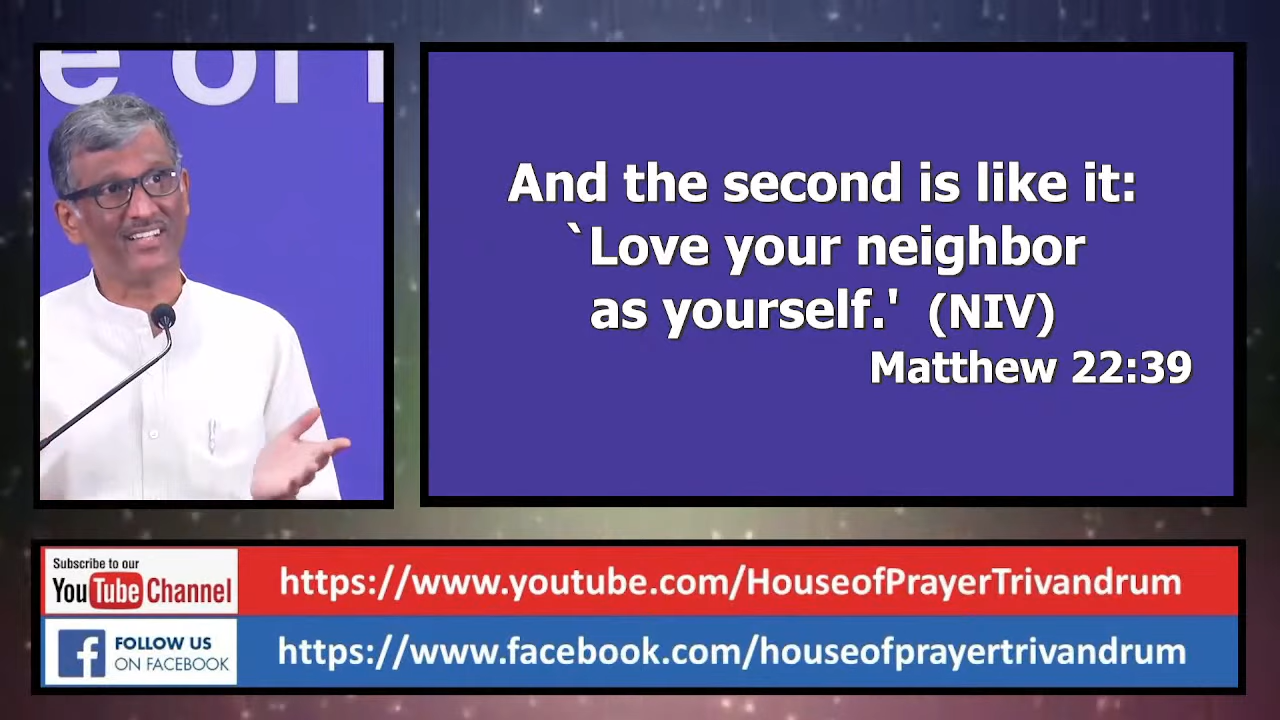 e of
And the second is like it:
`Love your neighbor
as yourself.' (NIV)
Matthew 22:39
Subscribe to our
YouTube Channel
https://www.youtube.com/HouseofPrayerTrivandrum
FOLLOW US
ON FACEBOOK
https://www.facebook.com/houseofprayertrivandrum